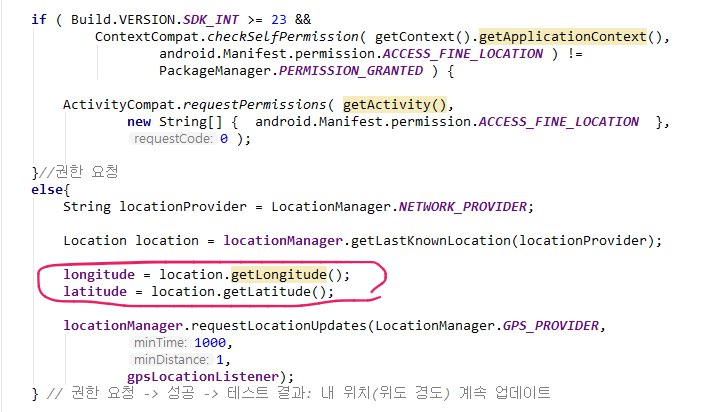 if ( Build.VERSION.SDK_INT >= 23 &&
ContextCompat.checkSelfPermission( getContext().getApplicationContext(),
android.Manifest.permission.ACCESS_FINE_LOCATION ) !=
PackageManager.PERMISSION_GRANTED ) {
ActivityCompat.requestPermissions( getActivity(),
new String[] {  android.Manifest.permission.ACCESS_FINE_LOCATION  },
requestCode: 0 );
}//권한 요청
else{
String locationProvider = LocationManager.NETWORK_PROVIDER;
Location location = locationManager.getLastKnownLocation(locationProvider);
longitude = location.getLongitude();
latitude = location.getLatitude();
locationManager.requestLocationUpdates(LocationManager.GPS_PROVIDER,
minTime: 1000,
minDistance: 1,
gpsLocationListener);
} // 권한 요청 -> 성공 -> 테스트 결과: 내 위치(위도 경도) 계속 업데이트